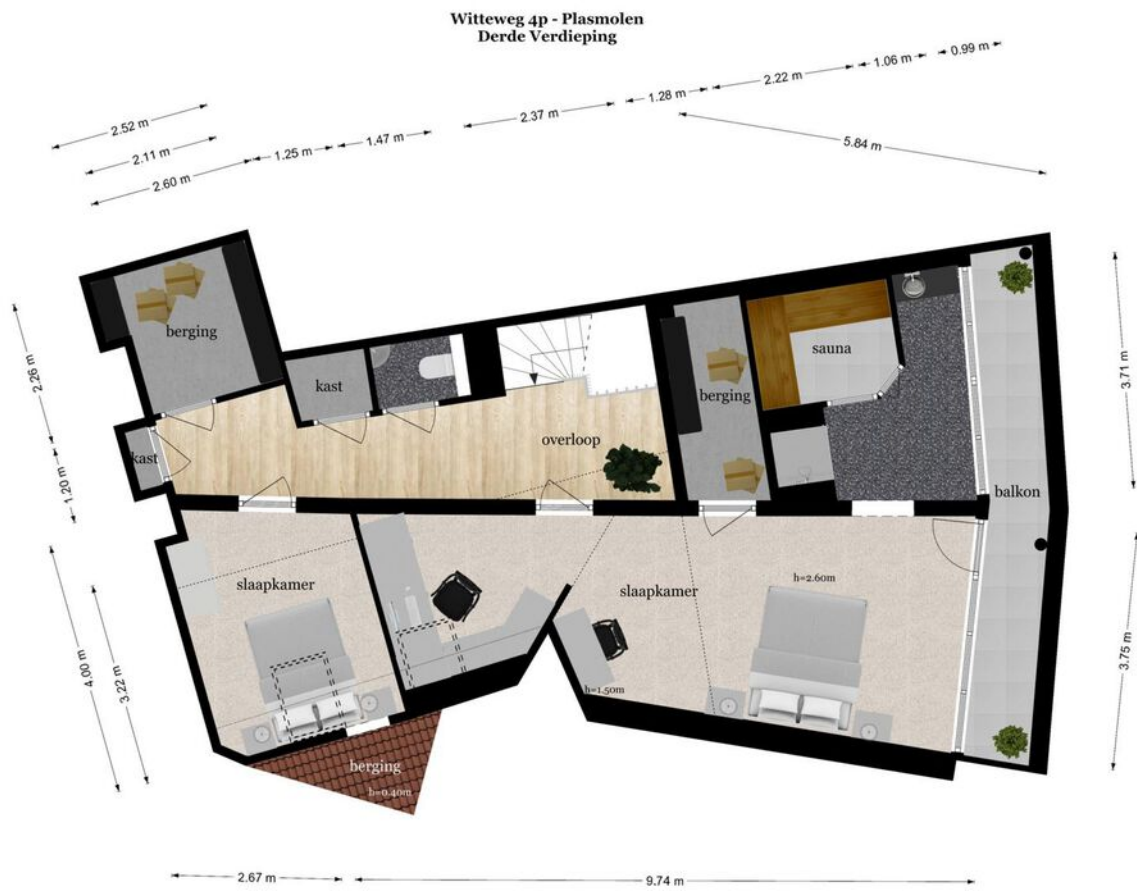 Witteweg 4p - Plasmolen
Derde Verdieping
2.52 m
2.11 m
2.60 m
1.25 m
1.47 m
2.37 m
1.28 m
2.22 m
1.06 m
0.99 m
5.84 m
2.26 m
1.20 m
4.00 m
3.22 m
3.71 m
3.75 m
berging
kast
kast
overloop
berging
sauna
balkon
slaapkamer
slaapkamer
h=2.60m
h=1.50m
berging
h=0.40m
2.67 m
9.74 m